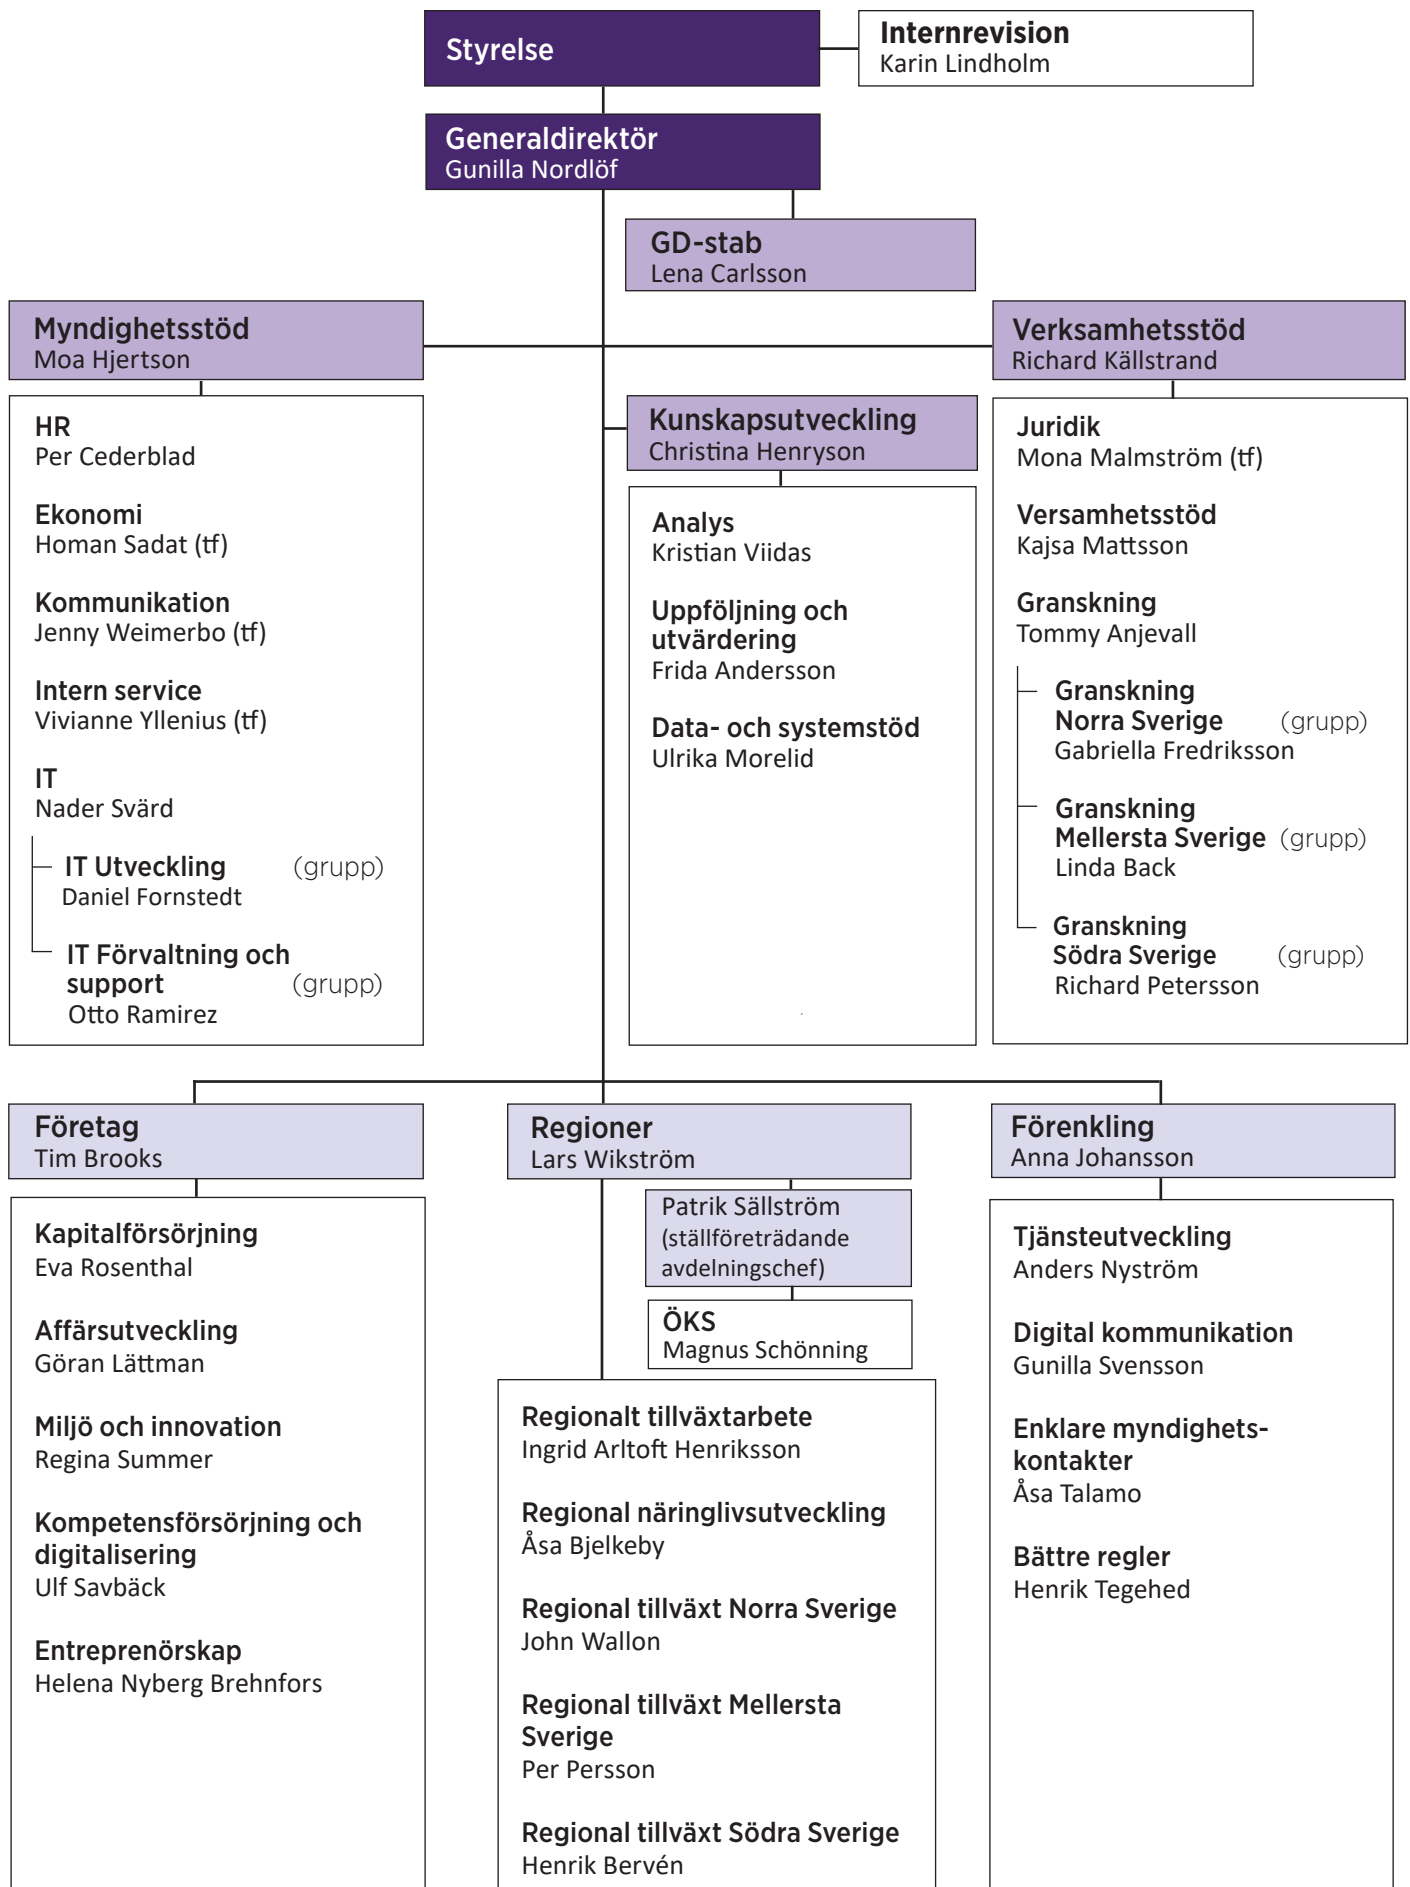 Styrelse
Internrevision
Karin Lindholm
Generaldirektör
Gunilla Nordlöf
GD-stab
Lena Carlsson
Myndighetsstöd
Moa Hjertson
HR
Per Cederblad
Ekonomi
Homan Sadat (tf)
Kommunikation
Jenny Weimerbo (tf)
Intern service
Vivianne Yllenius (tf)
IT
Nader Svärd
IT Utveckling (grupp)
Daniel Fornstedt
IT Förvaltning och
support (grupp)
Otto Ramirez
Kunskapsutveckling
Christina Henryson
Analys
Kristian Viidas
Uppföljning och
utvärdering
Frida Andersson
Data- och systemstöd
Ulrika Morelid
Verksamhetsstöd
Richard Källstrand
Juridik
Mona Malmström (tf)
Versamhetsstöd
Kajsa Mattsson
Granskning
Tommy Anjevall
Granskning
Norra Sverige (grupp)
Gabriella Fredriksson
Granskning
Mellersta Sverige (grupp)
Linda Back
Granskning
Södra Sverige (grupp)
Richard Petersson
Företag
Tim Brooks
Kapitalförsörjning
Eva Rosenthal
Affärsutveckling
Göran Lättman
Miljö och innovation
Regina Summer
Kompetensförsörjning och
digitalisering
Ulf Savbäck
Entreprenörskap
Helena Nyberg Brehnfors
Regioner
Lars Wikström
Patrik Sällström
(ställföreträdande
avdelningschef)
ÖKS
Magnus Schönning
Regionalt tillväxtarbete
Ingrid Arltoft Henriksson
Regional näringlivsutveckling
Åsa Bjelkeby
Regional tillväxt Norra Sverige
John Wallon
Regional tillväxt Mellersta
Sverige
Per Persson
Regional tillväxt Södra Sverige
Henrik Bervén
Förenkling
Anna Johansson
Tjänsteutveckling
Anders Nyström
Digital kommunikation
Gunilla Svensson
Enklare myndighets-
kontakter
Åsa Talamo
Bättre regler
Henrik Tegehed